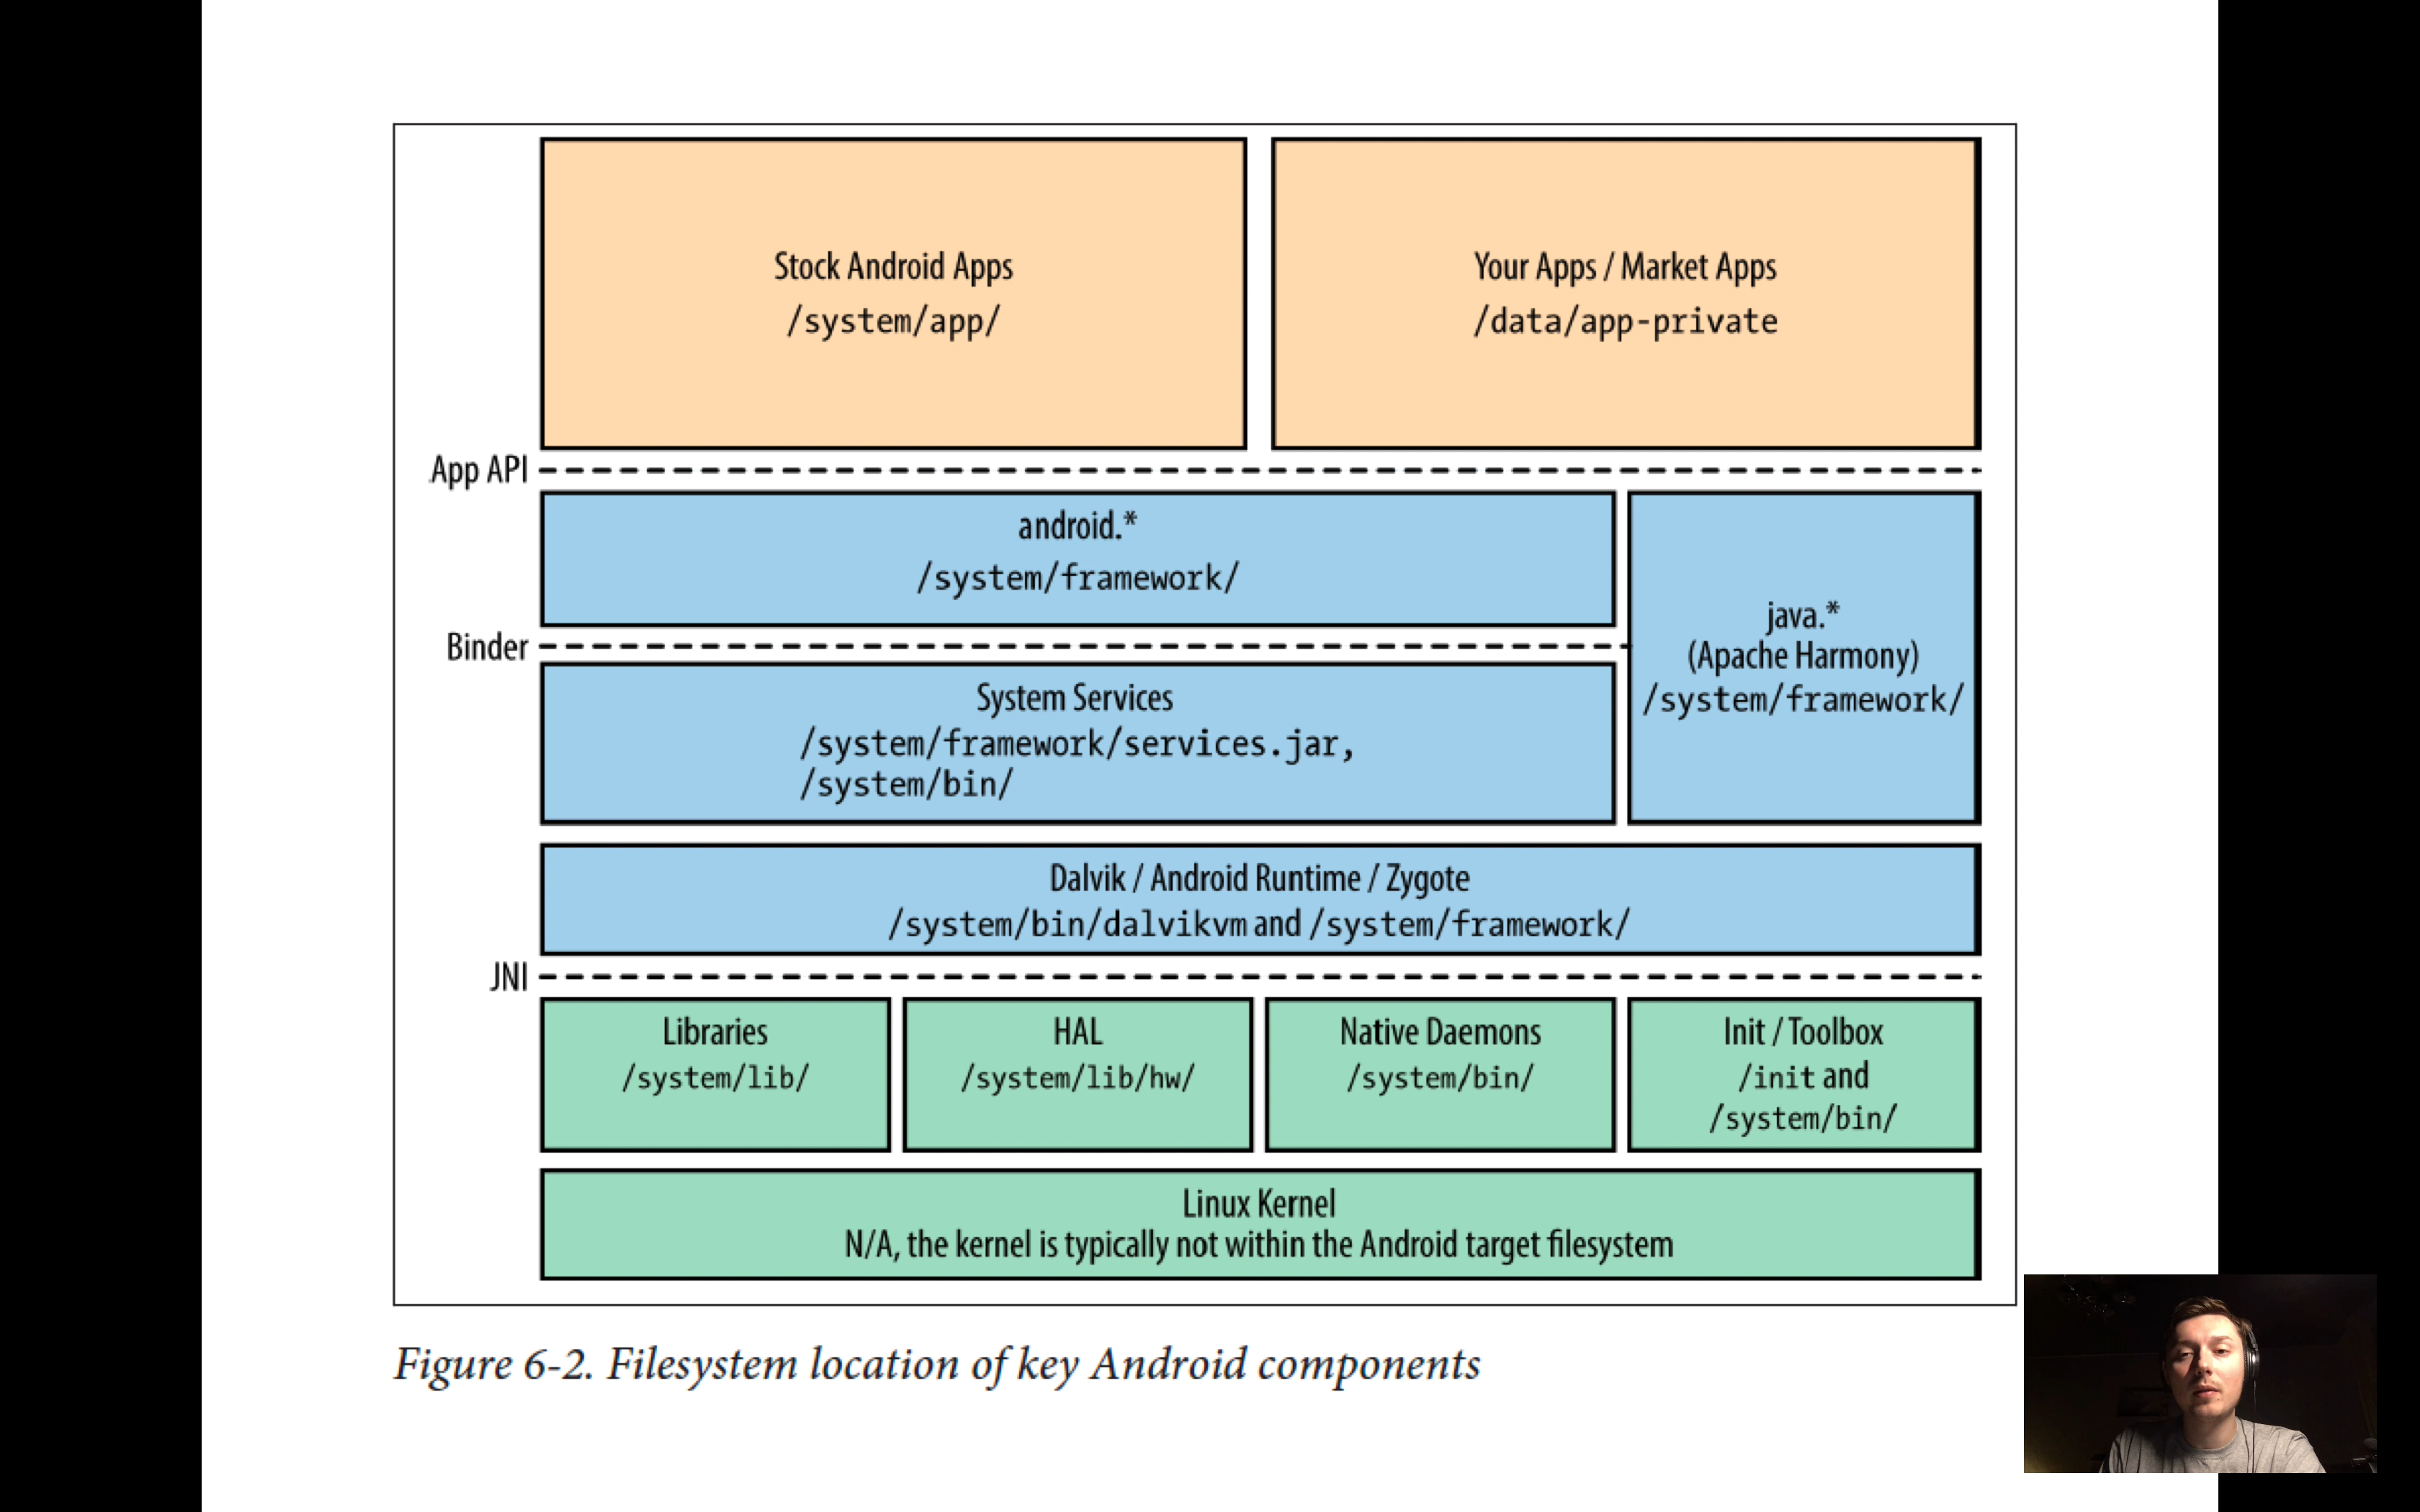 Stock Android Apps
/system/app/
Your Apps / Market Apps
/data/app-private
App API
android.*
/system/framework/
java.*
(Apache Harmony)
/system/framework/
Binder
System Services
/system/framework/services.jar,
/system/bin/
Dalvik / Android Runtime / Zygote
/system/bin/dalvikvm and /system/framework/
JNI
Libraries
/system/lib/
HAL
/system/lib/hw/
Native Daemons
/system/bin/
Init / Toolbox
/init and
/system/bin/
Linux Kernel
N/A, the kernel is typically not within the Android target filesystem
Figure 6-2. Filesystem location of key Android components